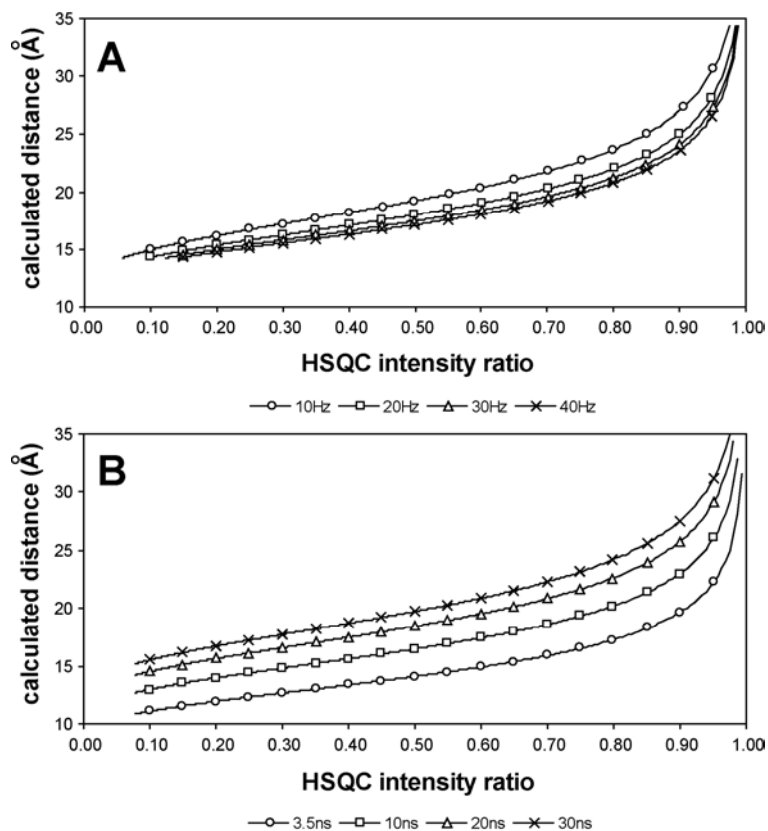 A
calculated distance (Å)
35
30
25
20
15
10
0.00 0.10 0.20 0.30 0.40 0.50 0.60 0.70 0.80 0.90 1.00
HSQC intensity ratio
10Hz 20Hz 30Hz 40Hz
B
calculated distance (Å)
35
30
25
20
15
10
0.00 0.10 0.20 0.30 0.40 0.50 0.60 0.70 0.80 0.90 1.00
HSQC intensity ratio
3.5ns 10ns 20ns 30ns